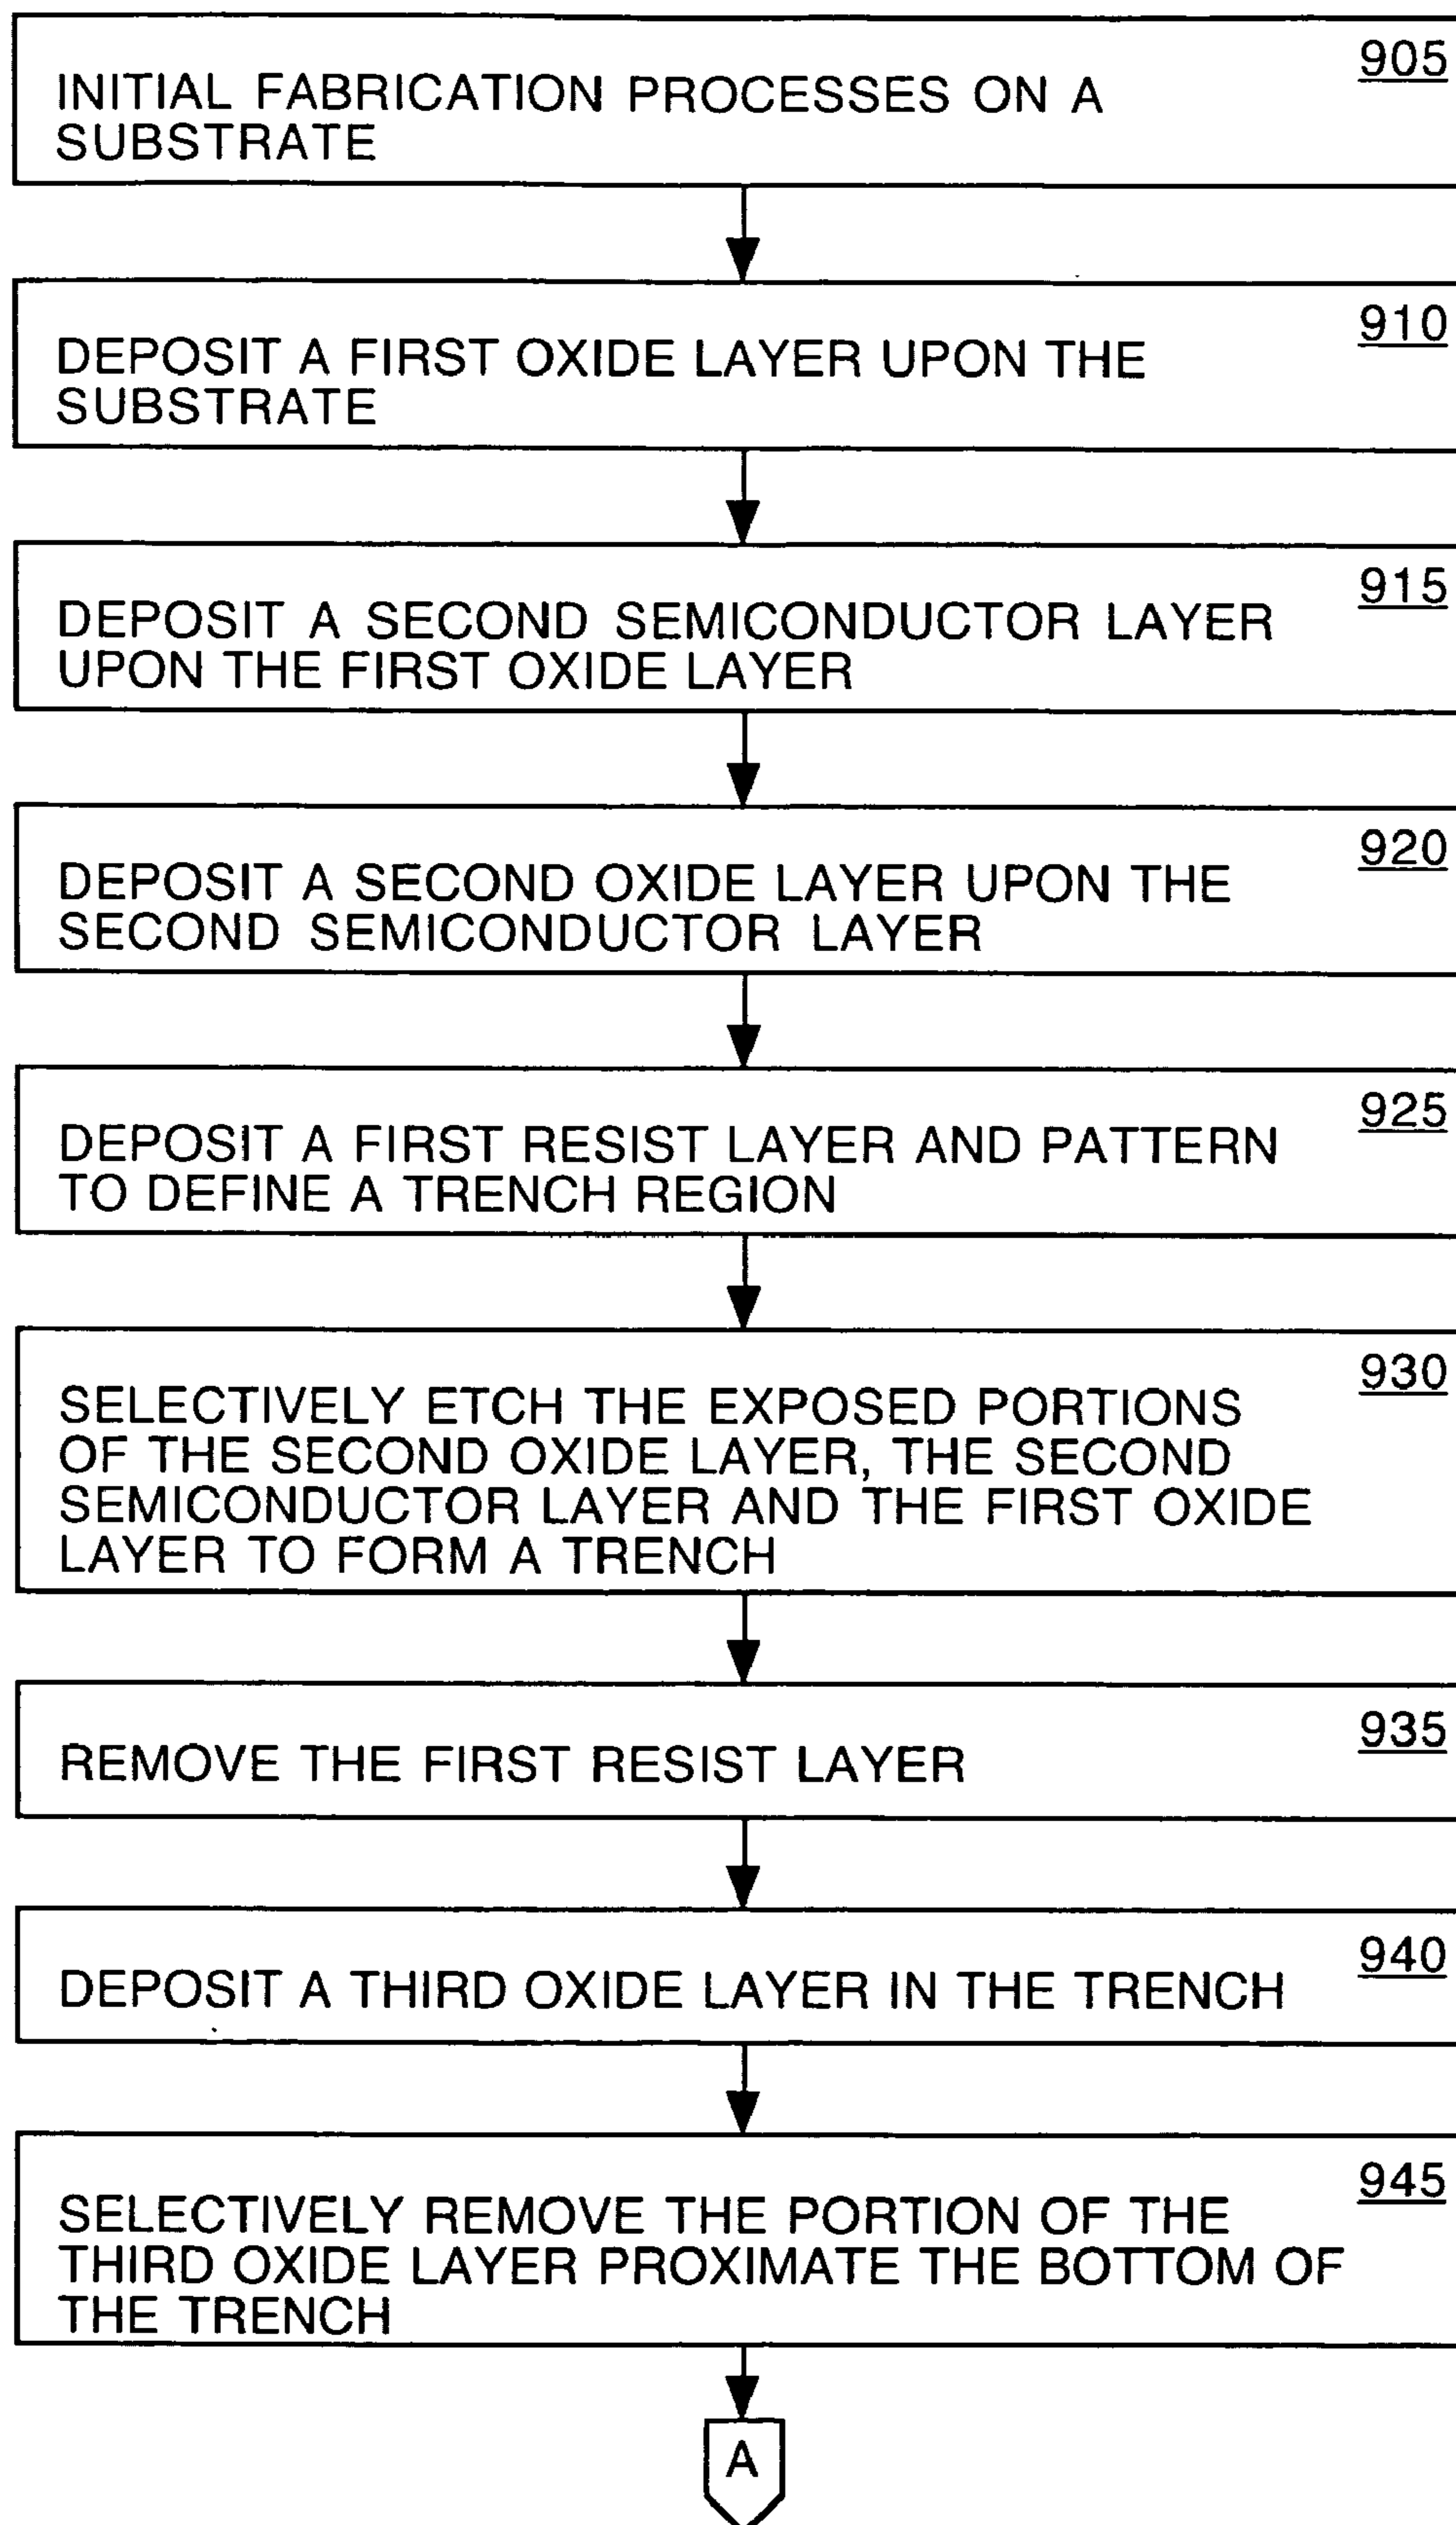 905
INITIAL FABRICATION PROCESSES ON A
SUBSTRATE
910
DEPOSIT A FIRST OXIDE LAYER UPON THE
SUBSTRATE
915
DEPOSIT A SECOND SEMICONDUCTOR LAYER
UPON THE FIRST OXIDE LAYER
920
DEPOSIT A SECOND OXIDE LAYER UPON THE
SECOND SEMICONDUCTOR LAYER
925
DEPOSIT A FIRST RESIST LAYER AND PATTERN
TO DEFINE A TRENCH REGION
930
SELECTIVELY ETCH THE EXPOSED PORTIONS
OF THE SECOND OXIDE LAYER, THE SECOND
SEMICONDUCTOR LAYER AND THE FIRST OXIDE
LAYER TO FORM A TRENCH
935
REMOVE THE FIRST RESIST LAYER
940
DEPOSIT A THIRD OXIDE LAYER IN THE TRENCH
945
SELECTIVELY REMOVE THE PORTION OF THE
THIRD OXIDE LAYER PROXIMATE THE BOTTOM OF
THE TRENCH
A